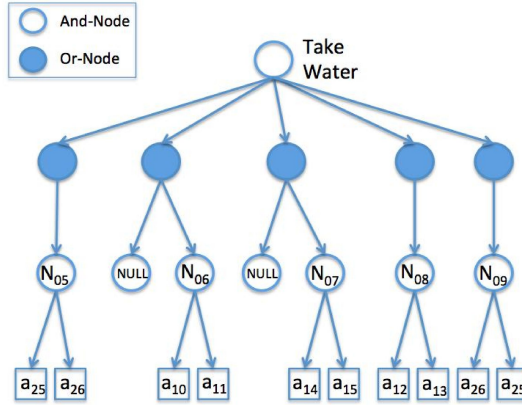 And-Node
Or-Node
Take
Water
N05
NULL
N06
NULL
N07
N08
N09
a25 a26 a10 a11 a14 a15 a12 a13 a26 a25